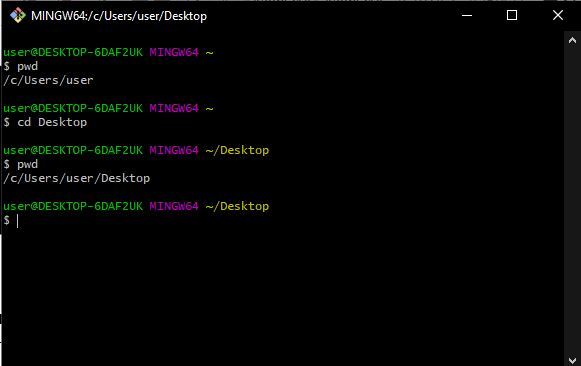 MINGW64:/c/Users/user/Desktop
user@DESKTOP-6DAF2UK MINGW64 ~
$ pwd
/c/Users/user
user@DESKTOP-6DAF2UK MINGW64 ~
$ cd Desktop
user@DESKTOP-6DAF2UK MINGW64 ~/Desktop
$ pwd
/c/Users/user/Desktop
user@DESKTOP-6DAF2UK MINGW64 ~/Desktop
$